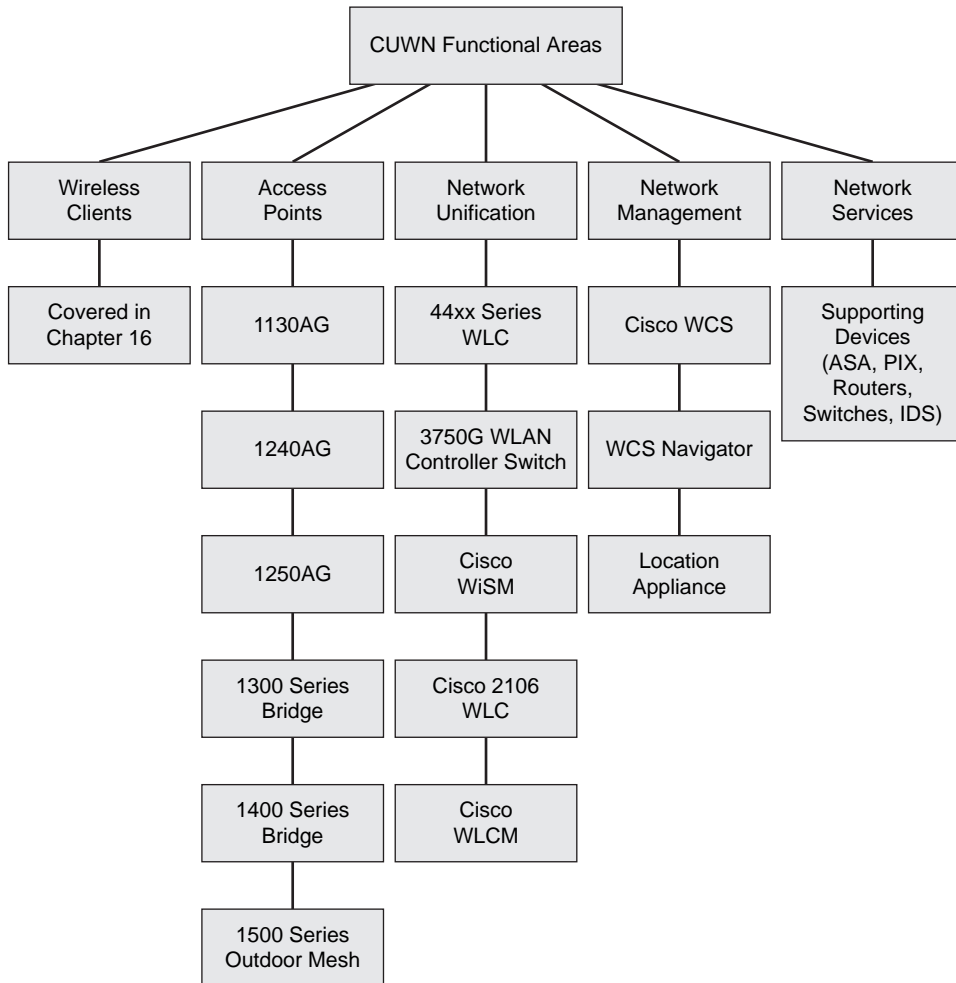 CUWN Functional Areas
Wireless
Clients
Access
Points
Network
Unification
Network
Management
Network
Services
Covered in
Chapter 16
1130AG
44xx Series
WLC
Cisco WCS
Supporting
Devices
(ASA, PIX,
Routers,
Switches, IDS)
1240AG
3750G WLAN
Controller Switch
WCS Navigator
1250AG
Cisco
WiSM
Location
Appliance
1300 Series
Bridge
Cisco 2106
WLC
1400 Series
Bridge
Cisco
WLCM
1500 Series
Outdoor Mesh